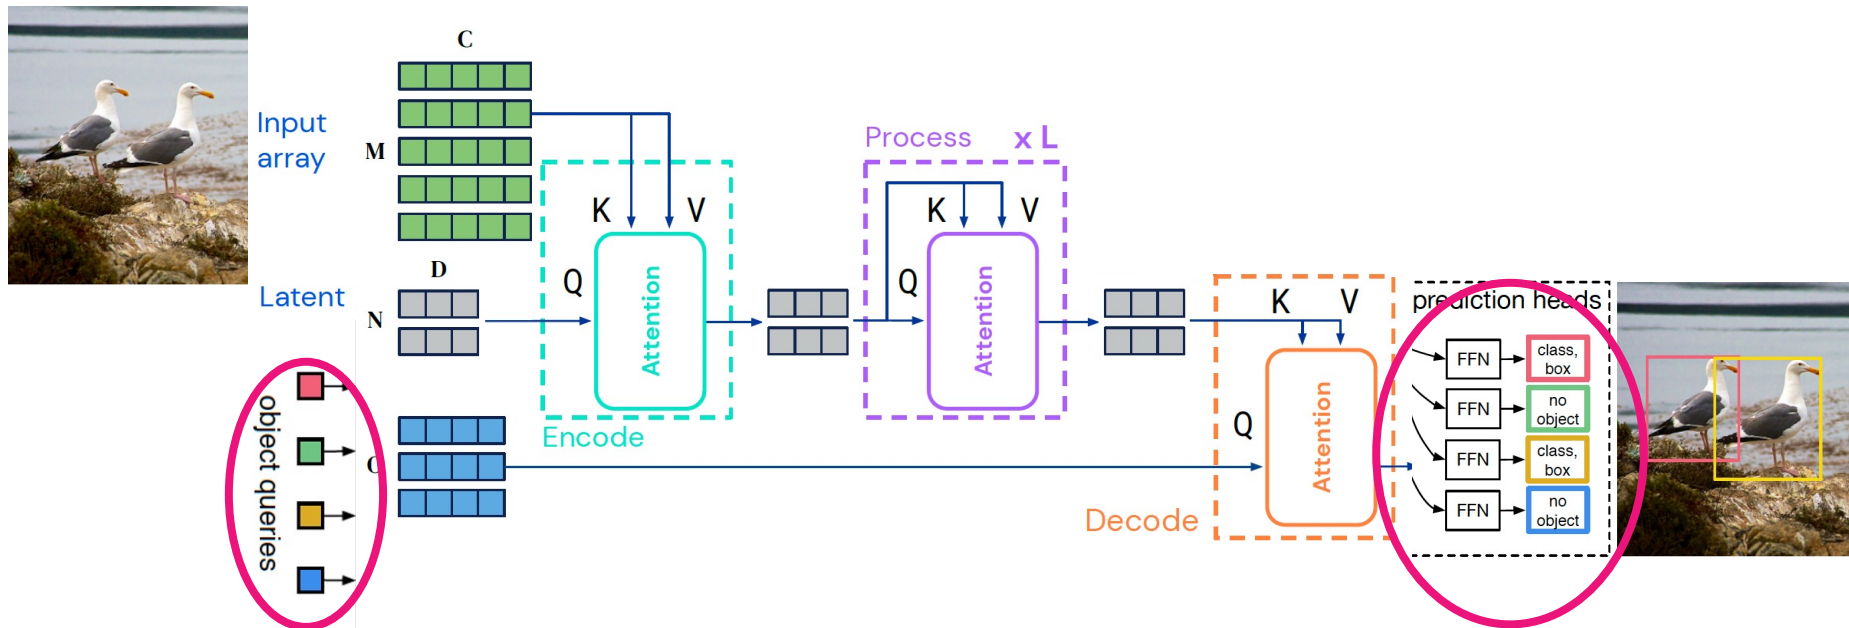 C
Input
array
M
D
Latent
N
object queries
K
V
Q
Attention
Encode
Process
x L
K
V
Q
Attention
K
V
Q
Attention
Decode
prediction heads
FFN
class,
box
FFN
no
object
FFN
class,
box
FFN
no
object